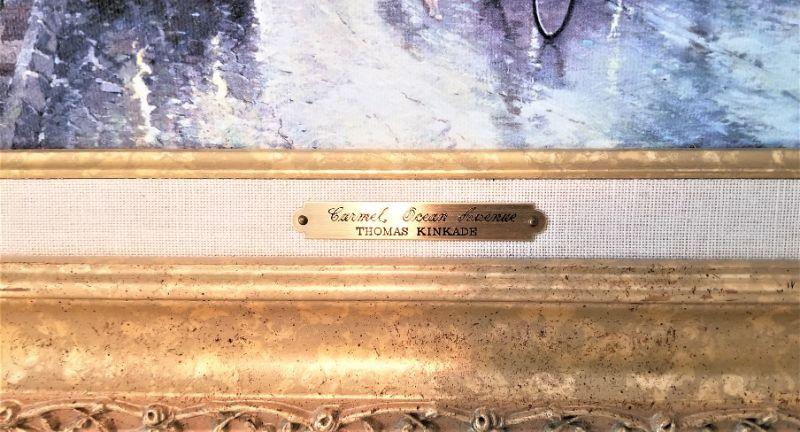 Carmel, Ocean Avenue
THOMAS KINKADE